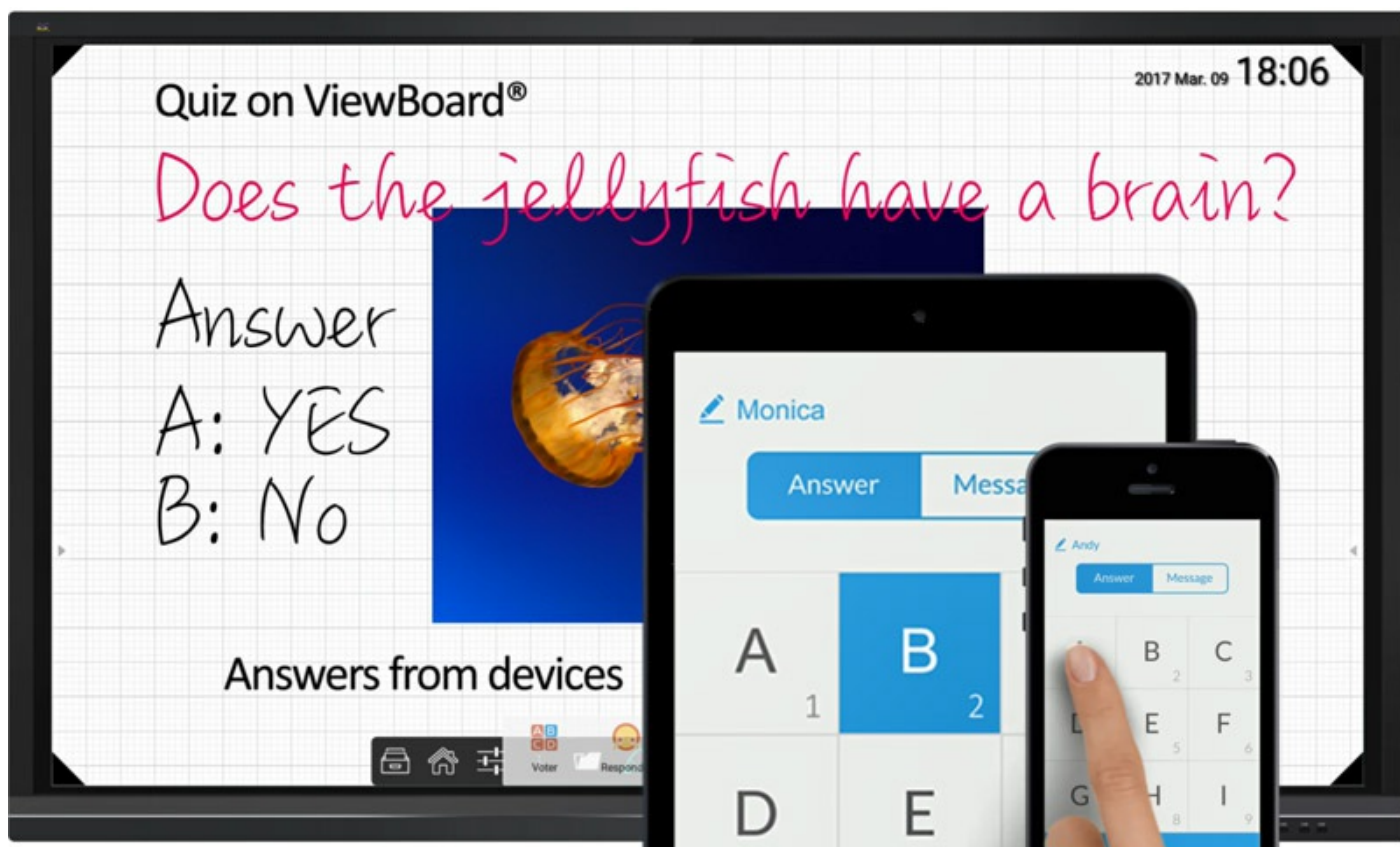 2017 Mar. 09 18:06
Quiz on ViewBoard®
Does the jellyfish have a brain?
Answer
A: YES
B: No
Answers from devices
Voter
Monica
Answer
A 1
B 2
D
E
Andy
Answer Message
B 2
C 3
E 5
F 6
G
H 8
I 9